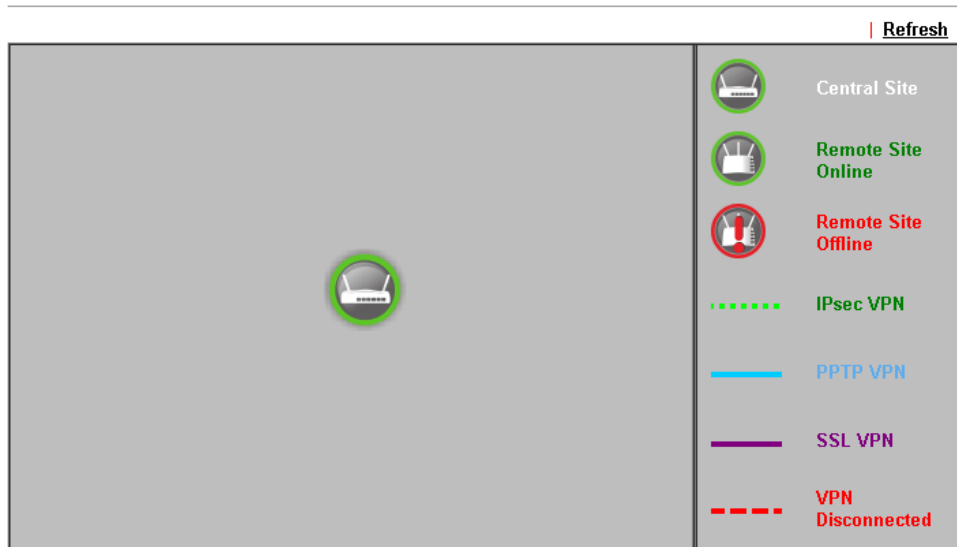 | Refresh
Central Site
Remote Site
Online
Remote Site
Offline
IPsec VPN
PPTP VPN
SSL VPN
VPN
Disconnected